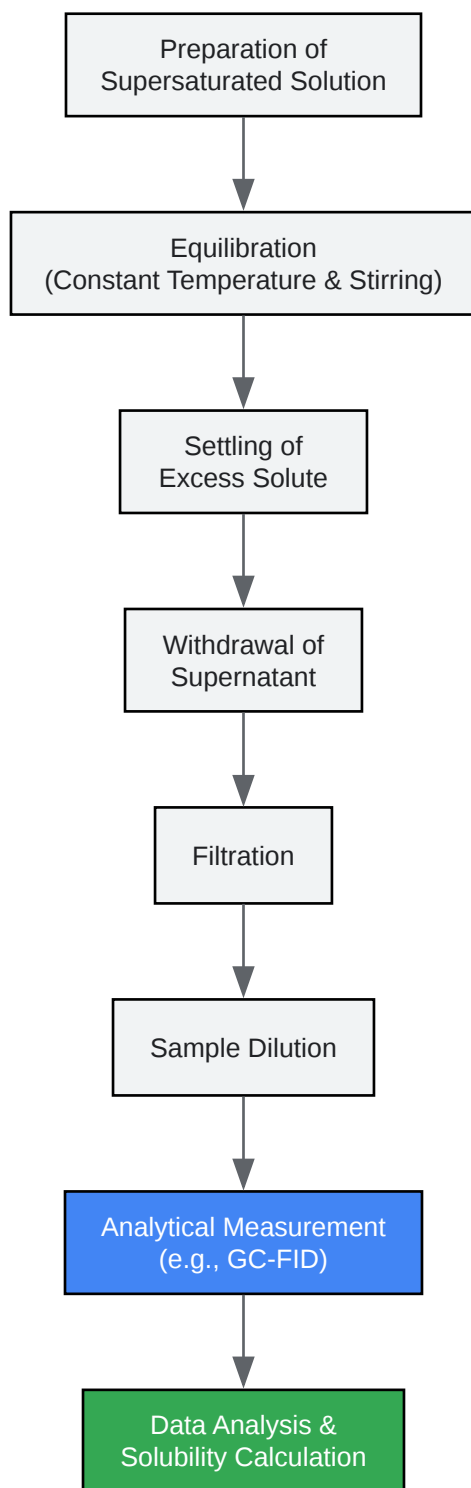 Preparation of
Supersaturated Solution
Equilibration
(Constant Temperature & Stirring)
Settling of
Excess Solute
Withdrawal of
Supernatant
Filtration
Sample Dilution
Analytical Measurement
(e.g., GC-FID)
Data Analysis &
Solubility Calculation